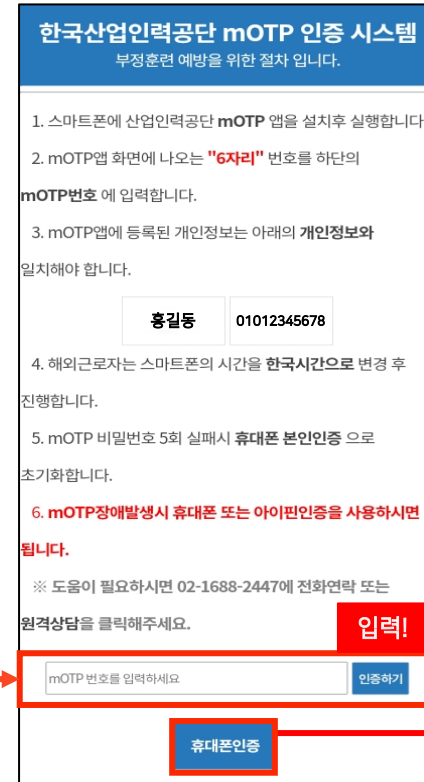 한국산업인력공단 mOTP 인증 시스템
부정훈련 예방을 위한 절차 입니다.
1. 스마트폰에 산업인력공단 mOTP 앱을 설치후 실행합니다
2. mOTP앱 화면에 나오는 "6자리" 번호를 하단의
mOTP번호 에 입력합니다.
3. mOTP앱에 등록된 개인정보는 아래의 개인정보와
일치해야 합니다.
홍길동 01012345678
4. 해외근로자는 스마트폰의 시간을 한국시간으로 변경 후
진행합니다.
5. mOTP 비밀번호 5회 실패시 휴대폰 본인인증 으로
초기화합니다.
6. mOTP장애발생시 휴대폰 또는 아이핀인증을 사용하시면
됩니다.
※ 도움이 필요하시면 02-1688-2447에 전화연락 또는
원격상담을 클릭해주세요.
입력!
mOTP 번호를 입력하세요 인증하기
휴대폰인증